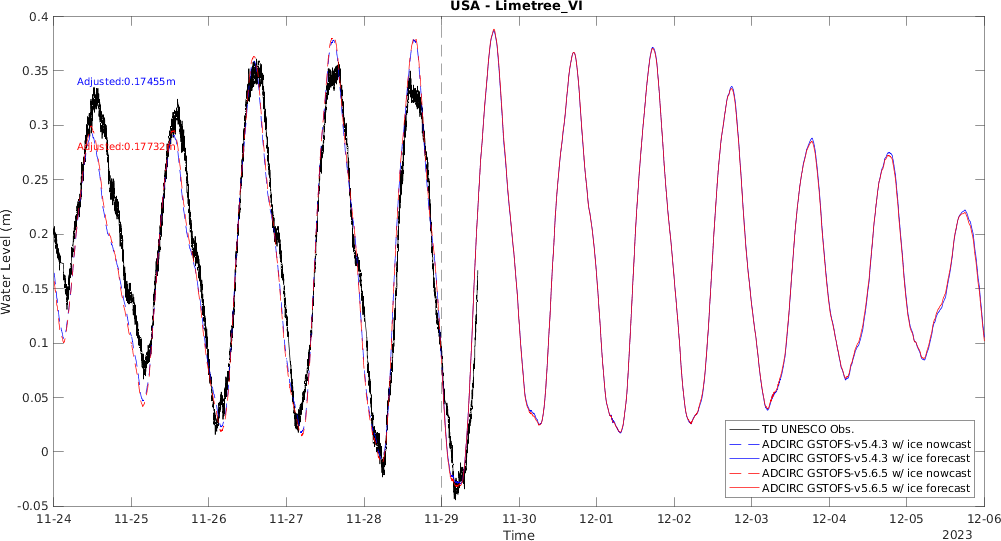 USA - Limetree_VI
0.4
0.35
0.3
0.25
0.2
0.15
0.1
0.05
0
-0.05
Water Level (m)
Adjusted:0.17455m
Adjusted:0.17732m
TD UNESCO Obs.
ADCIRC GSTOFS-v5.4.3 w/ ice nowcast
ADCIRC GSTOFS-v5.4.3 w/ ice forecast
ADCIRC GSTOFS-v5.6.5 w/ ice nowcast
ADCIRC GSTOFS-v5.6.5 w/ ice forecast
11-24 11-25 11-26 11-27 11-28 11-29 11-30 12-01 12-02 12-03 12-04 12-05 12-06
Time
2023